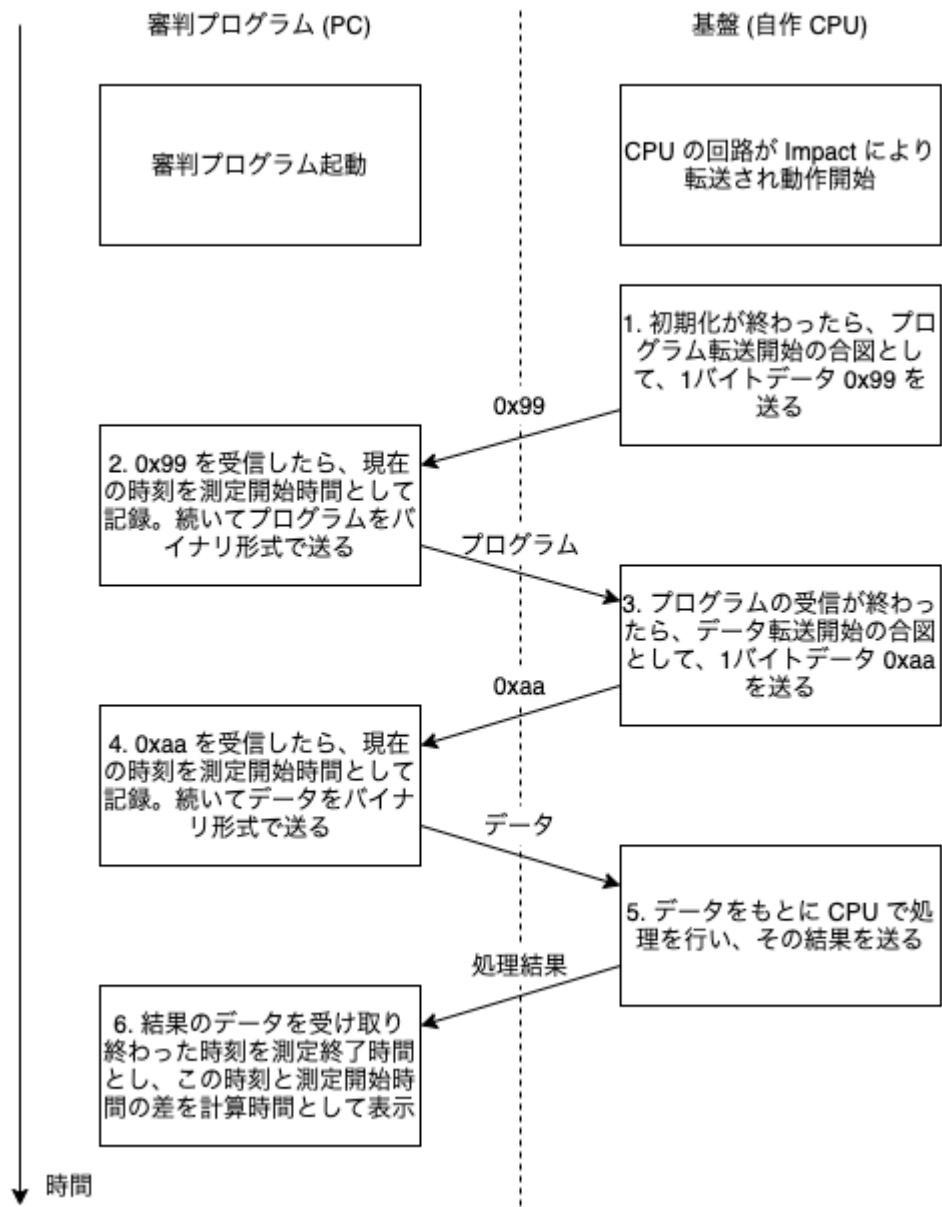 審判プログラム (PC)
基盤 (自作 CPU)
審判プログラム起動
CPU の回路が Impact により
転送され動作開始
1. 初期化が終わったら、プロ
グラム転送開始の合図とし
て、1バイトデータ 0x99 を
送る
0x99
2. 0x99 を受信したら、現在
の時刻を測定開始時間として
記録。続いてプログラムをバ
イナリ形式で送る
プログラム
3. プログラムの受信が終わっ
たら、データ転送開始の合図
として、1バイトデータ 0xaa
を送る
0xaa
4. 0xaa を受信したら、現在
の時刻を測定開始時間として
記録。続いてデータをバイナ
リ形式で送る
データ
5. データをもとに CPU で処
理を行い、その結果を送る
処理結果
6. 結果のデータを受け取り
終わった時刻を測定終了時間
とし、この時刻と測定開始時
間の差を計算時間として表示
時間